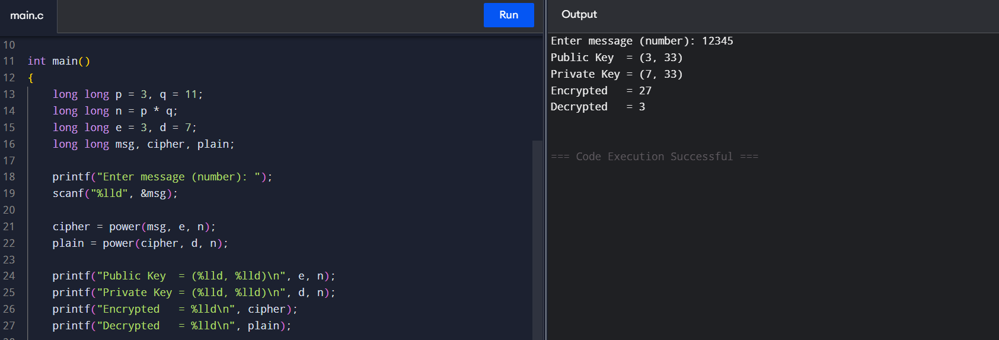 main.c
Run
10
11 int main()
12 {
13 long long p = 3, q = 11;
14 long long n = p * q;
15 long long e = 3, d = 7;
16 long long msg, cipher, plain;
17
18 printf("Enter message (number): ");
19 scanf("%lld", &msg);
20
21 cipher = power(msg, e, n);
22 plain = power(cipher, d, n);
23
24 printf("Public Key  = (%lld, %lld)\n", e, n);
25 printf("Private Key = (%lld, %lld)\n", d, n);
26 printf("Encrypted   = %lld\n", cipher);
27 printf("Decrypted   = %lld\n", plain);
Output
Enter message (number): 12345
Public Key  = (3, 33)
Private Key = (7, 33)
Encrypted   = 27
Decrypted   = 3
=== Code Execution Successful ===